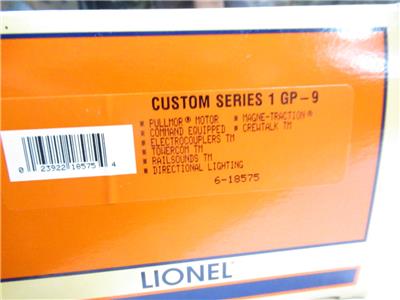 CUSTOM SERIES 1 GP-9
* PULLMOR® MOTOR * MAGNE-TRACTION®
* COMMAND EQUIPPED * CREWTALK TM
* ELECTROCOUPLERS TM
* TOWERCOM TM
* RAILSOUNDS TM
* DIRECTIONAL LIGHTING
6-18575
0 23922 18575 4
LIONEL